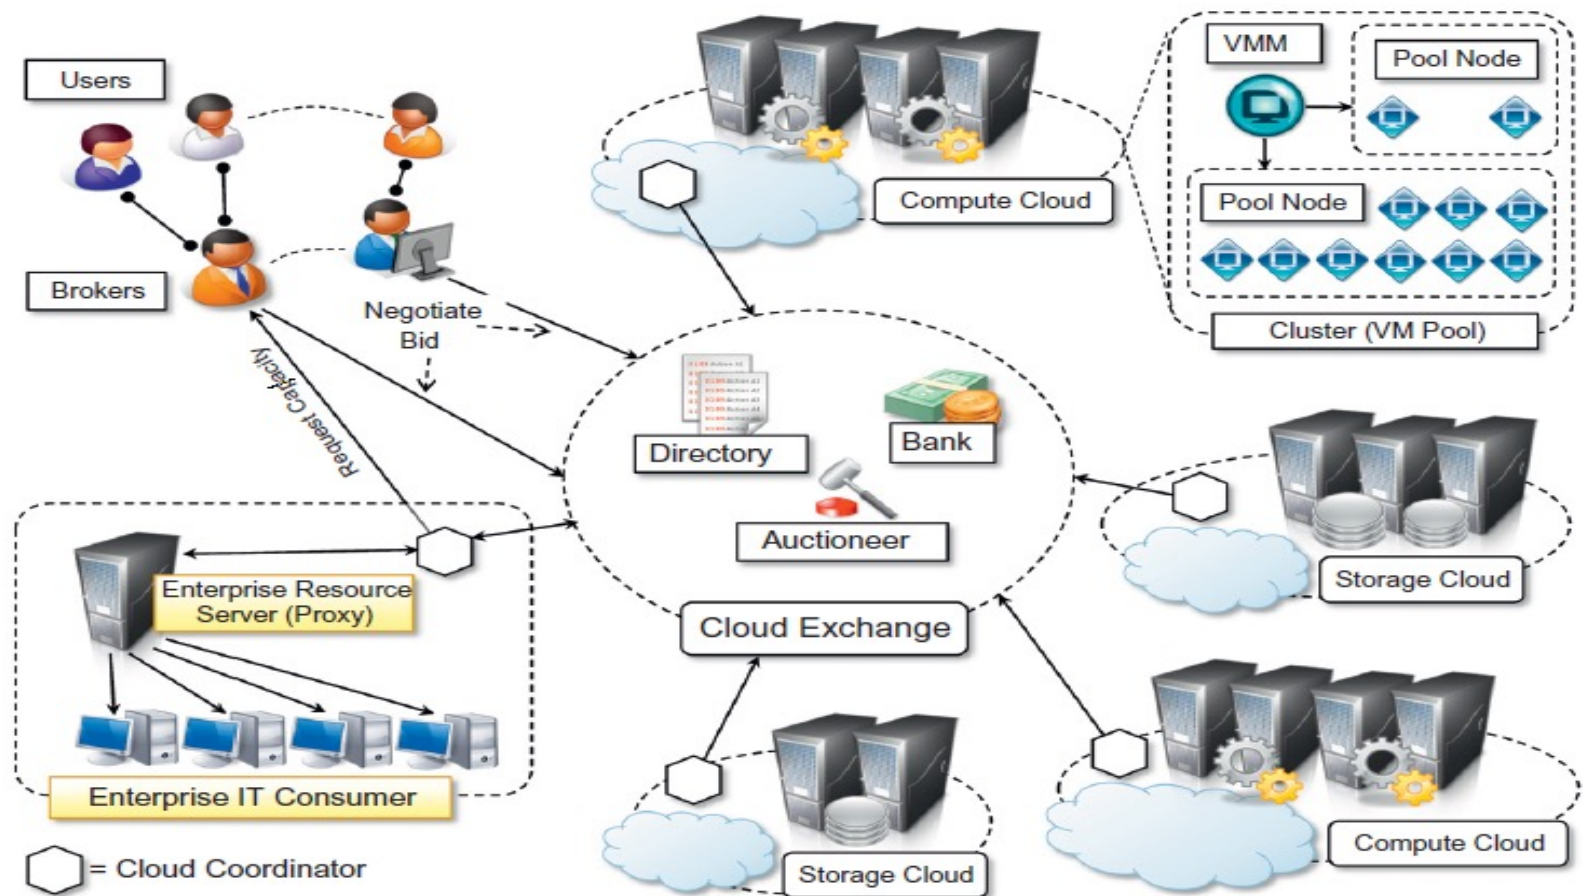 Users
Brokers
Negotiate
Bid
Request Capacity
Compute Cloud
VMM
Pool Node
Pool Node
Cluster (VM Pool)
Directory
Bank
Auctioneer
Cloud Exchange
Enterprise Resource
Server (Proxy)
Enterprise IT Consumer
= Cloud Coordinator
Storage Cloud
Storage Cloud
Compute Cloud